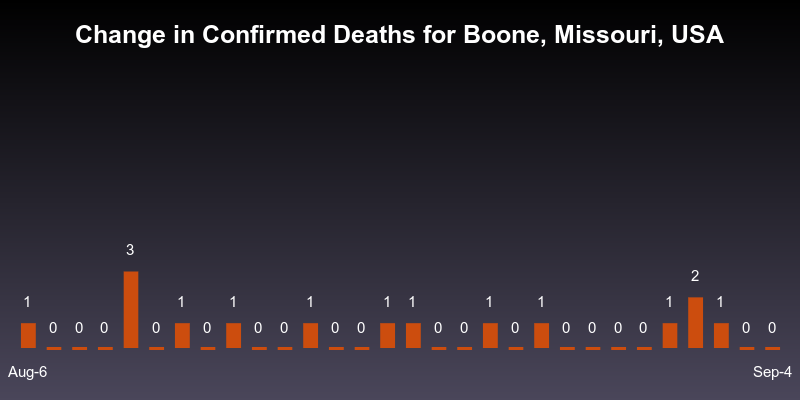 Change in Confirmed Deaths for Boone, Missouri, USA
3
2
1 1 1 1 1 1 1 1 1 1
0 0 0 0 0 0 0 0 0 0 0 0 0 0 0 0 0 0
Aug-6 Sep-4